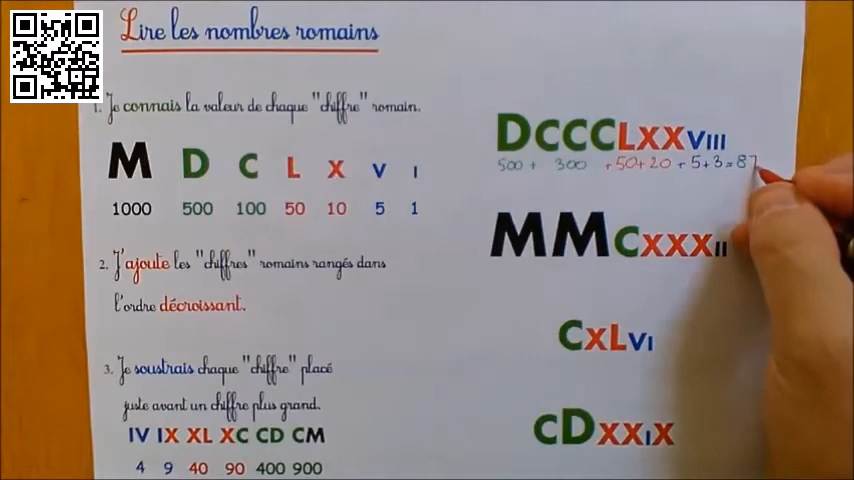 Lire les nombres romains
1. Je connais la valeur de chaque "chiffre" romain.
M D C L X V I
1000 500 100 50 10 5 1
2. J'ajoute les "chiffres" romains rangés dans
l'ordre décroissant.
3. Je soustrais chaque "chiffre" placé
juste avant un chiffre plus grand.
IV IX XL XC CD CM
4 9 40 90 400 900
DCCCLXXVIII
500 + 300 + 50 + 20 + 5 + 3 = 87
MMCXXXII
CXLVI
CDXXIX